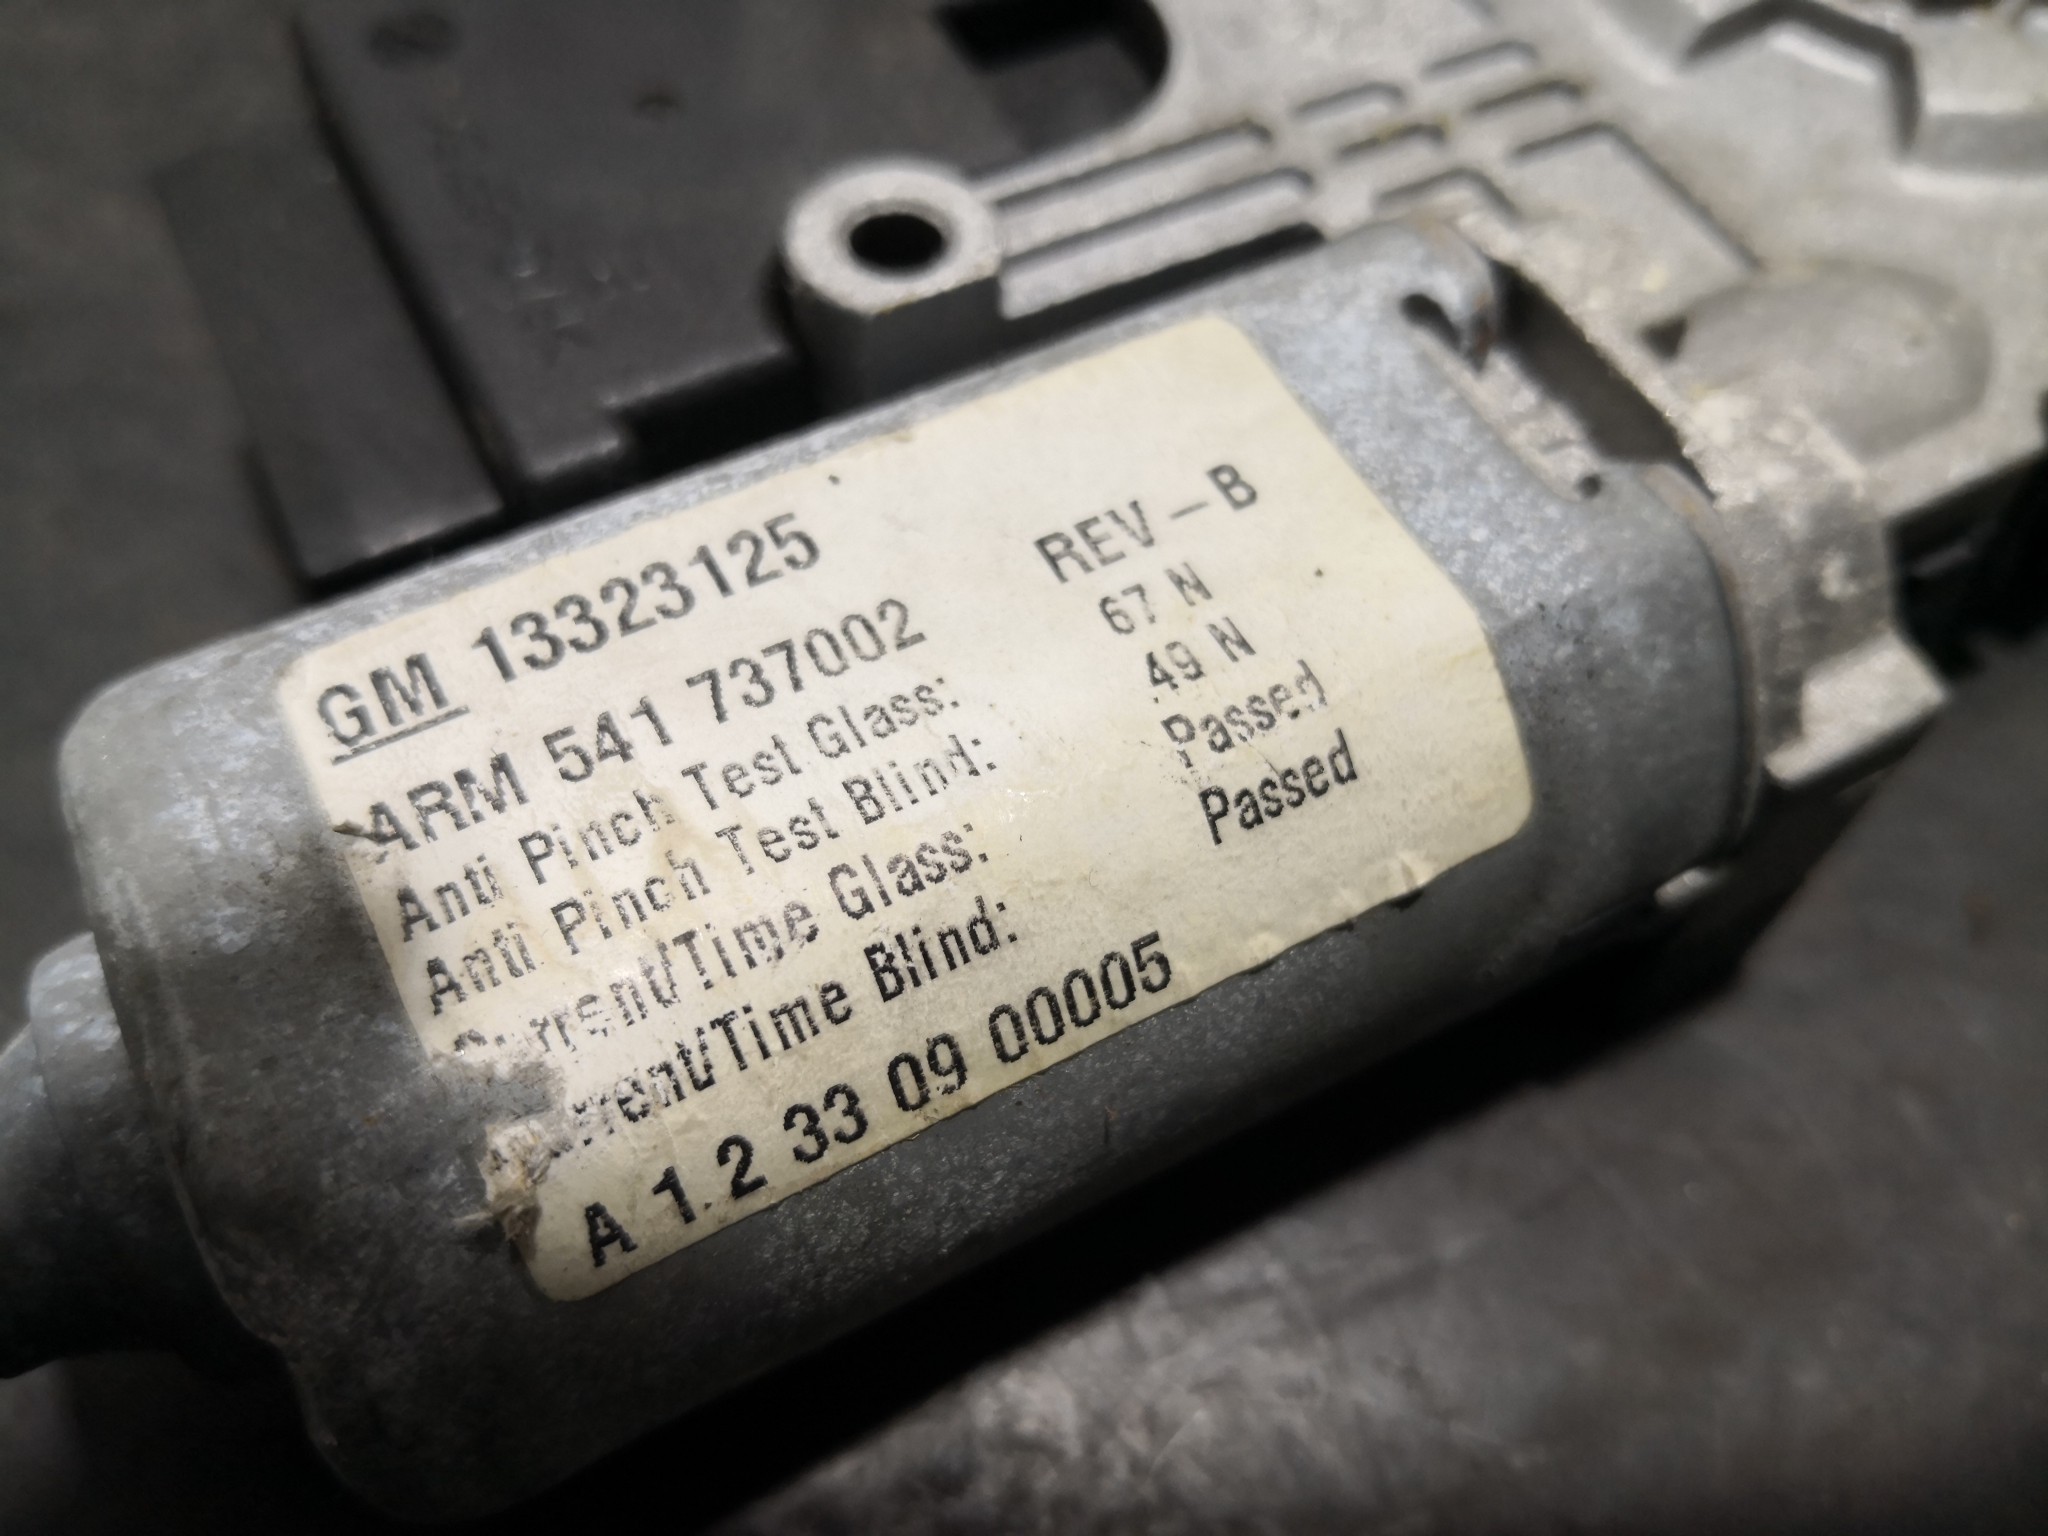 GM 13323125
ARM 541 737002 REV-B
Anti Pinch Test Glass: 67 N
Anti Pinch Test Blind: 49 N
Current/Time Glass: Passed
Current/Time Blind: Passed
A 1 2 33 09 00005